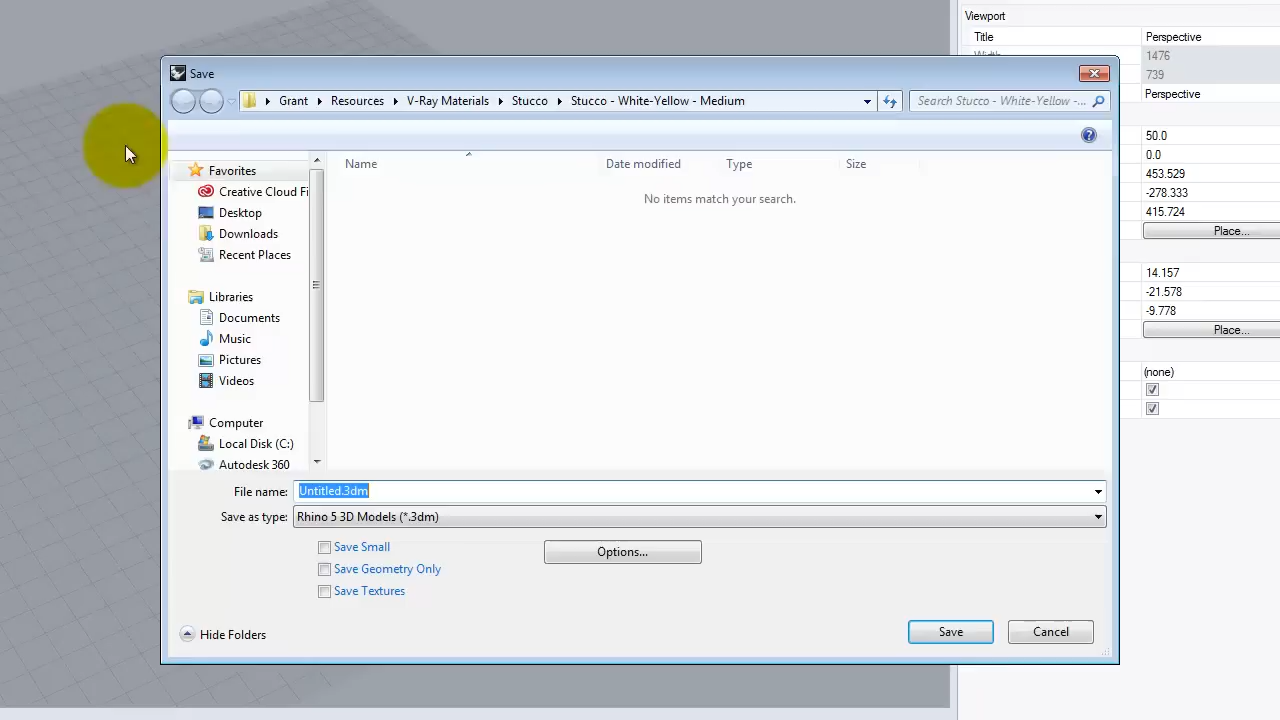 Viewport
Title Perspective
Width 1476
739
Perspective
Save
Grant Resources V-Ray Materials Stucco Stucco - White-Yellow - Medium Search Stucco - White-Yellow -...
Favorites
Creative Cloud Fi
Desktop
Downloads
Recent Places
Libraries
Documents
Music
Pictures
Videos
Computer
Local Disk (C:)
Autodesk 360
Name Date modified Type Size
No items match your search.
50.0
0.0
453.529
-278.333
415.724
Place...
14.157
-21.578
-9.778
Place...
(none)
File name: Untitled.3dm
Save as type: Rhino 5 3D Models (*.3dm)
Save Small
Save Geometry Only
Save Textures
Options...
Hide Folders
Save Cancel